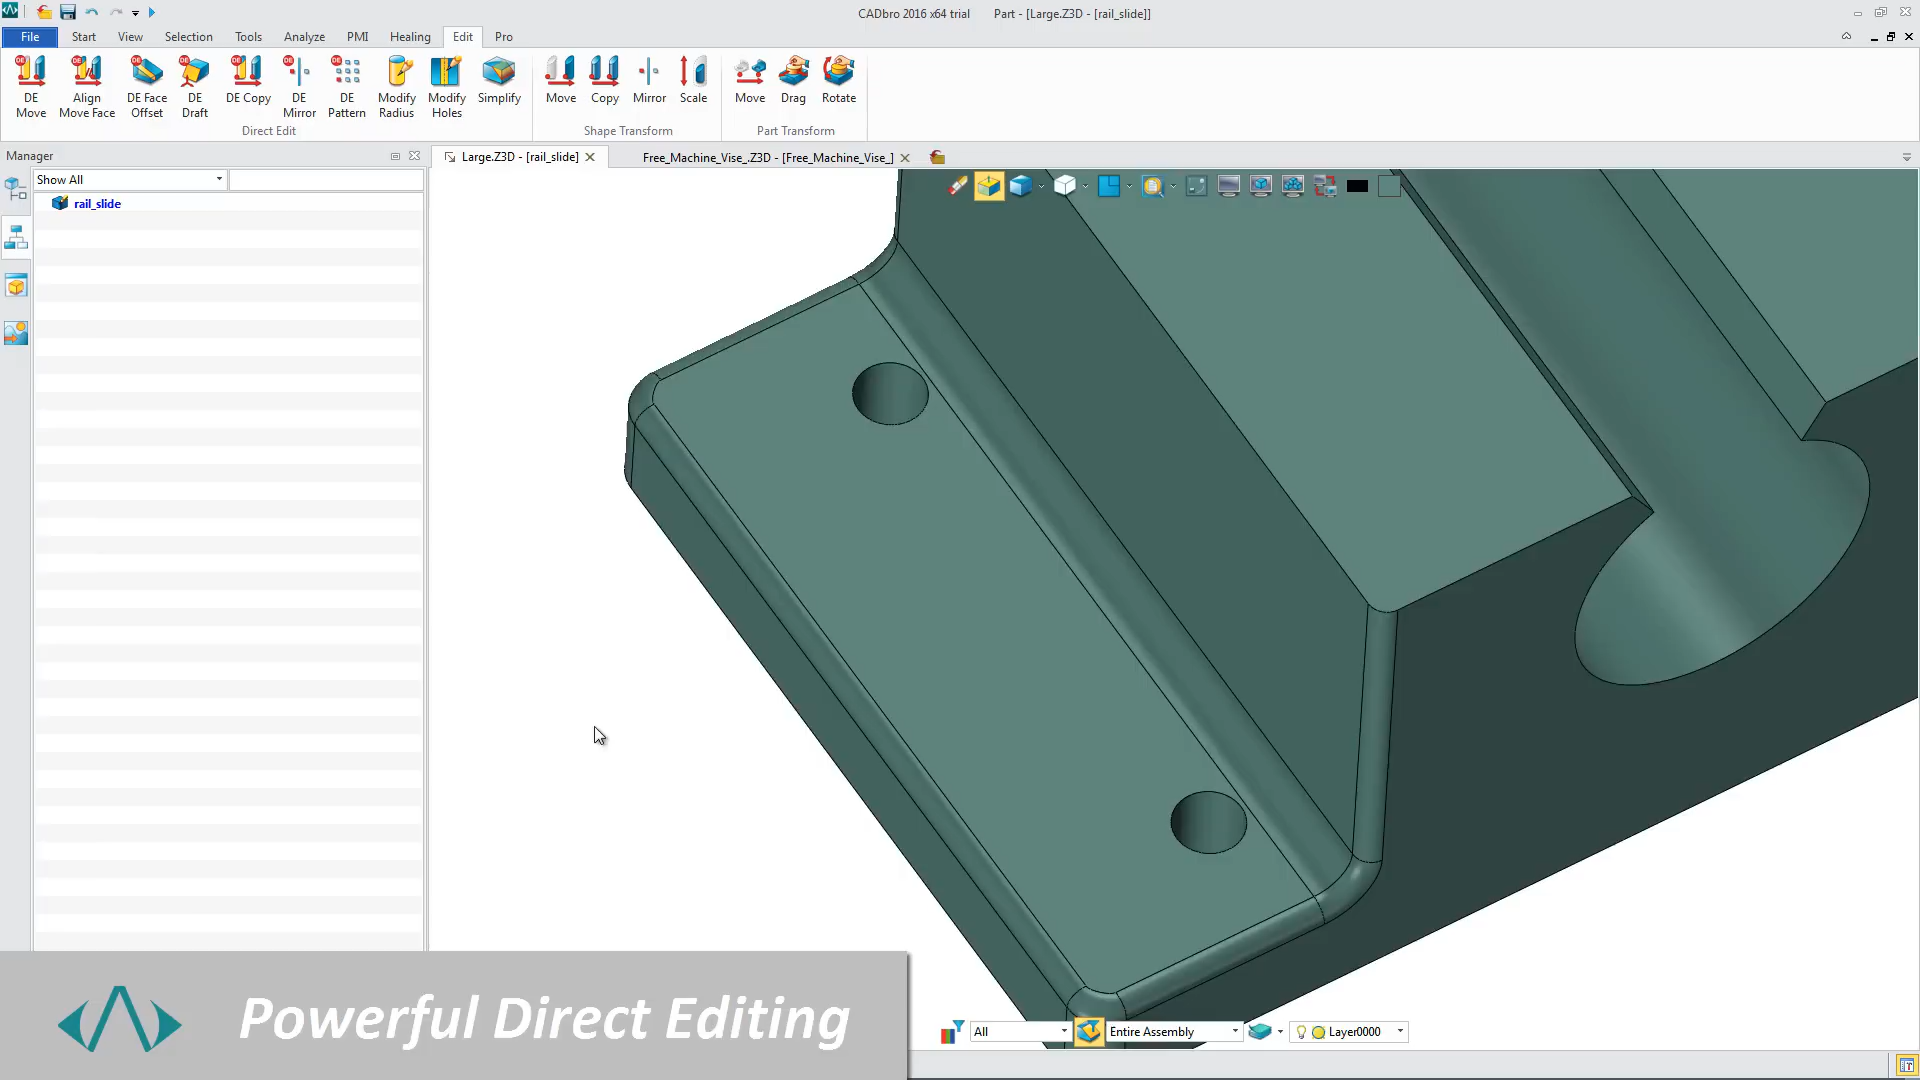 CADbro 2016 x64 trial Part - [Large.Z3D - [rail_slide]]
File Start View Selection Tools Analyze PMI Healing Edit Pro
DE Move
Align Move Face
DE Face Offset
DE Draft
DE Copy
DE Mirror
DE Pattern
Modify Radius
Modify Holes
Simplify
Direct Edit
Move Copy Mirror Scale
Shape Transform
Move Drag Rotate
Part Transform
Manager
Large.Z3D - [rail_slide] Free_Machine_Vise_.Z3D - [Free_Machine_Vise_]
Show All
rail_slide
Powerful Direct Editing
All Entire Assembly Layer0000